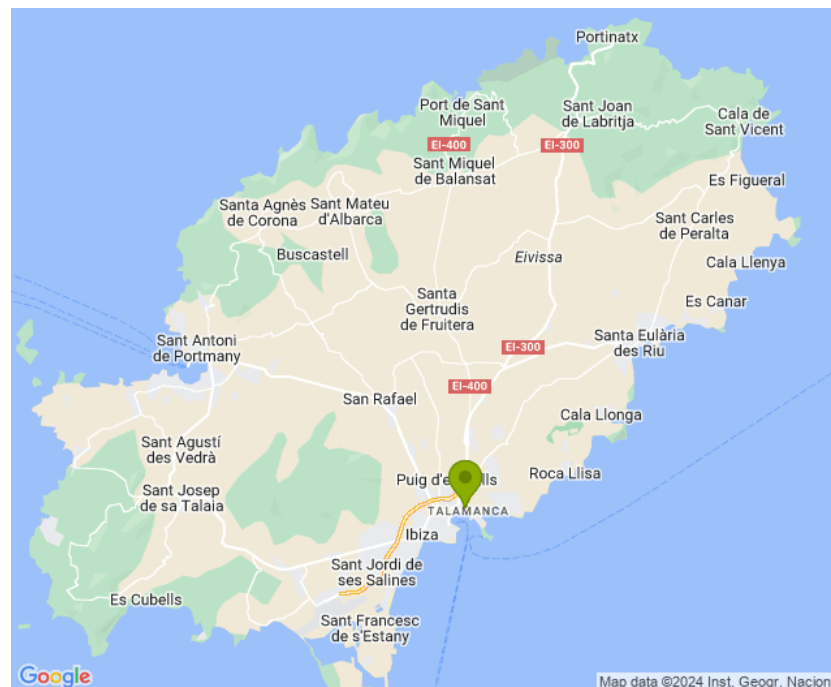 Portinatx
Port de Sant
Miquel
Sant Joan
de Labritja
Cala de
Sant Vicent
EI-400
EI-300
Sant Miquel
de Balansat
Es Figueral
Santa Agnès
de Corona
Sant Mateu
d'Albarca
Sant Carles
de Peralta
Buscastell
Eivissa
Cala Llenya
Santa
Gertrudis
de Fruitera
Es Canar
Sant Antoni
de Portmany
Santa Eulària
des Riu
EI-300
EI-400
San Rafael
Cala Llonga
Sant Agustí
des Vedrà
Roca Llisa
Sant Josep
de sa Talaia
TALAMANCA
Ibiza
Sant Jordi de
ses Salines
Es Cubells
Sant Francesc
de s'Estany
Google
Map data ©2024 Inst. Geogr. Nacion